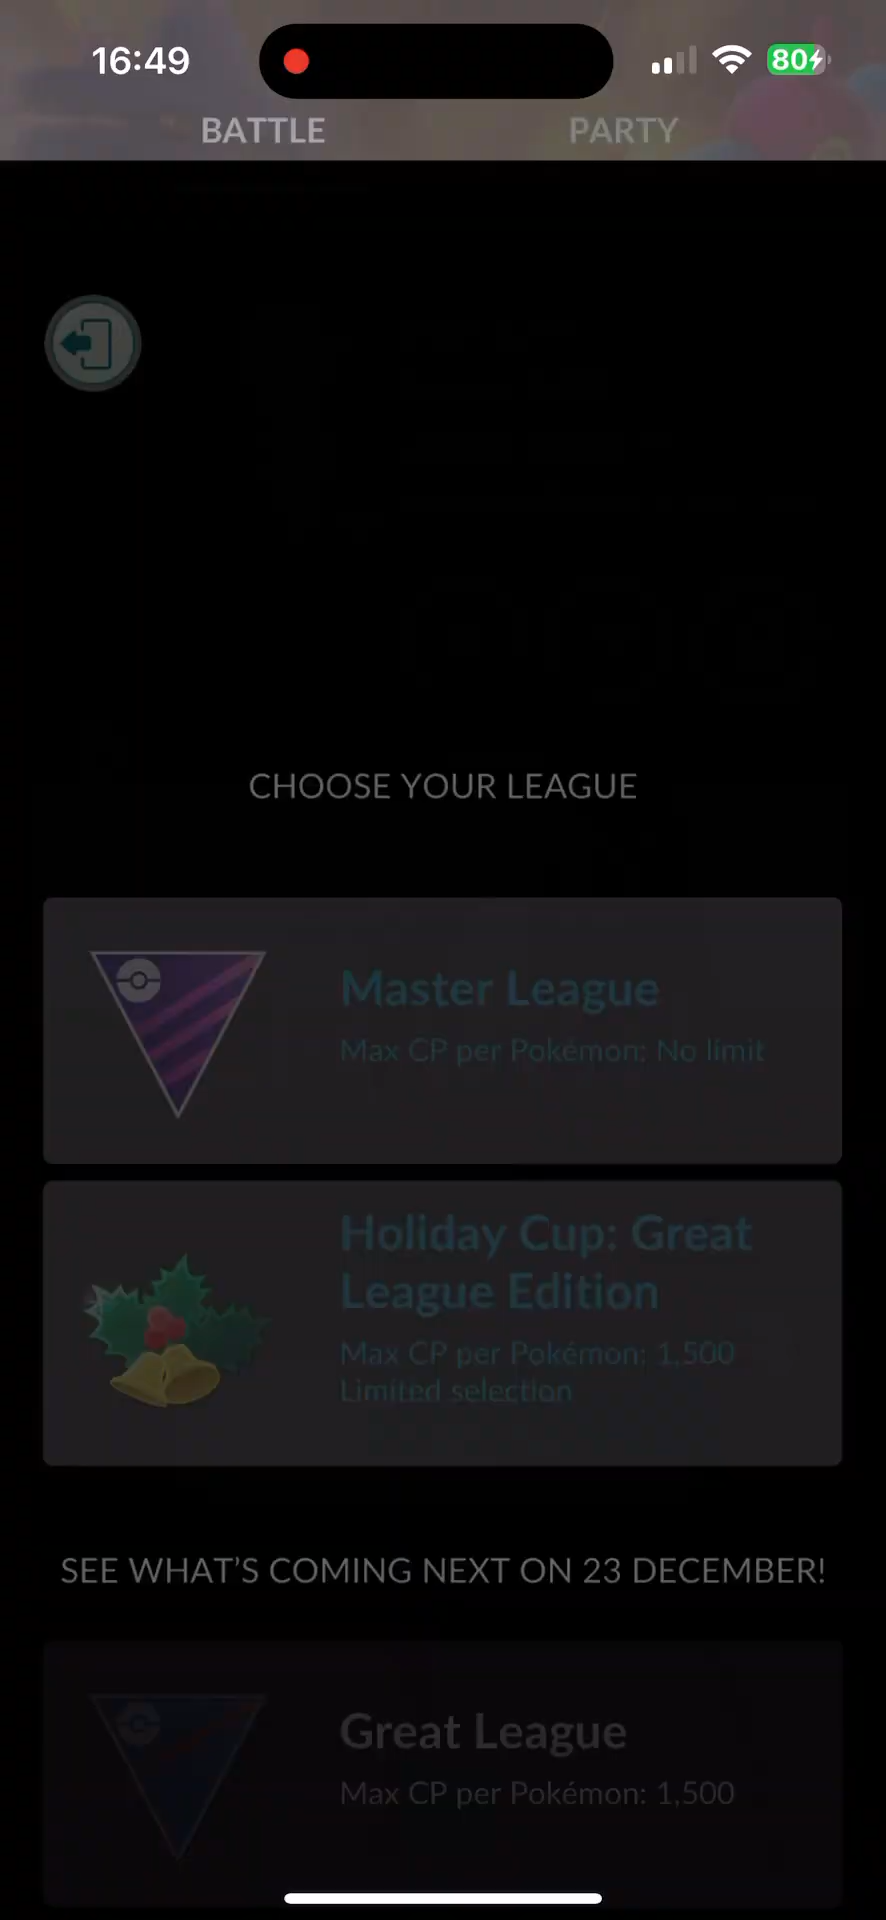 16:49
80
BATTLE
PARTY
CHOOSE YOUR LEAGUE
Master League
Max CP per Pokémon: No limit
Holiday Cup: Great
League Edition
Max CP per Pokémon: 1,500
Limited selection
SEE WHAT’S COMING NEXT ON 23 DECEMBER!
Great League
Max CP per Pokémon: 1,500